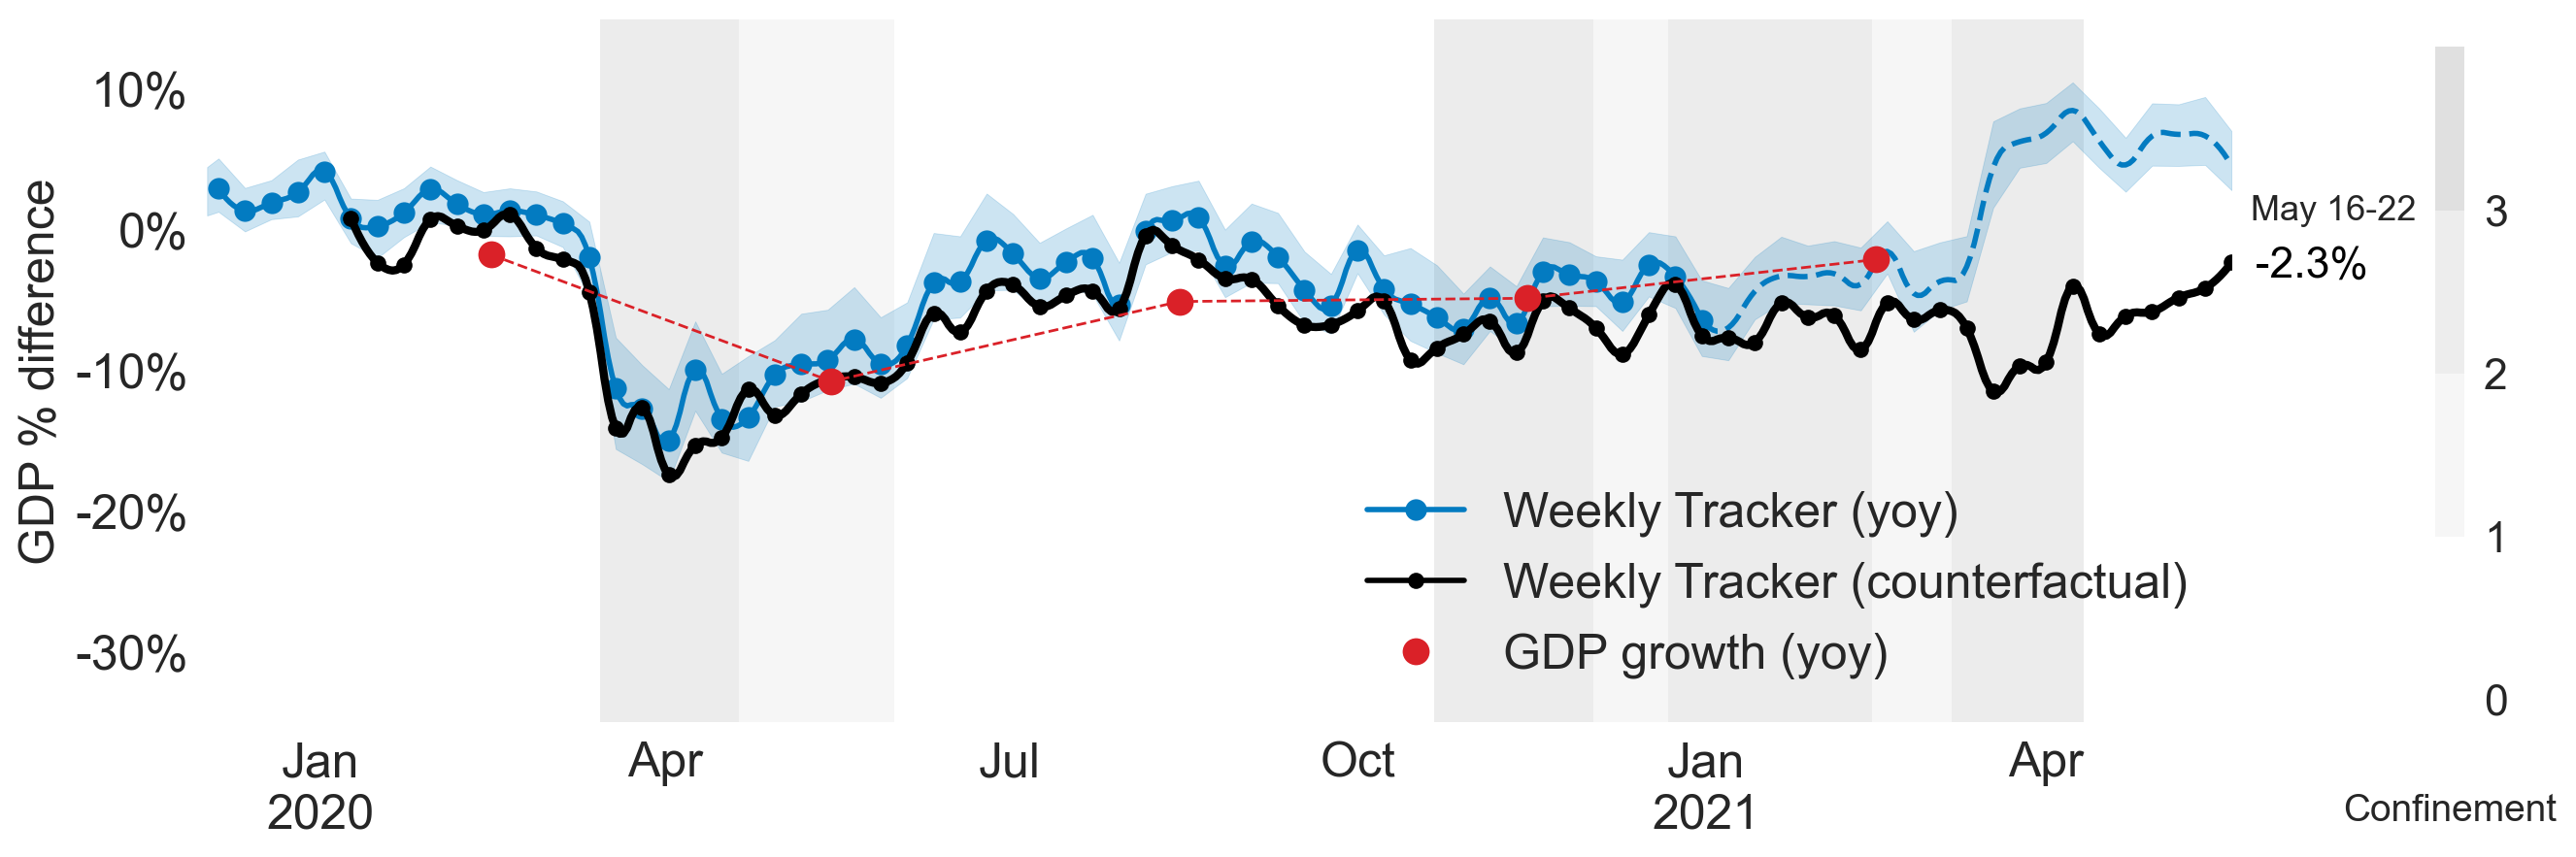 GDP % difference
10%
0%
-10%
-20%
-30%
Weekly Tracker (yoy)
Weekly Tracker (counterfactual)
GDP growth (yoy)
May 16-22
-2.3%
3
2
1
0
Jan
2020
Apr
Jul
Oct
Jan
2021
Apr
Confinement